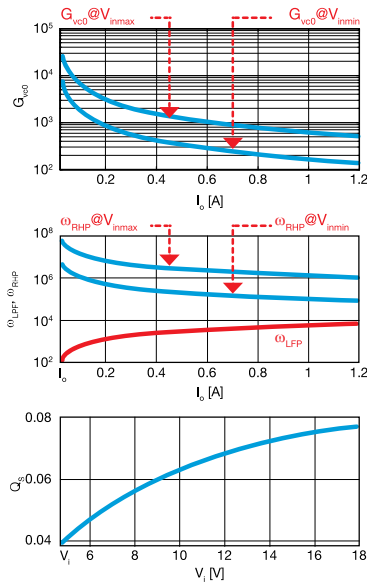 G_vc0@V_inmax G_vc0@V_inmin
10^5
10^4
10^3
10^2
G_vc0
0 0.2 0.4 0.6 0.8 1 1.2
I_o [A]
ω_RHP@V_inmax ω_RHP@V_inmin
10^8
10^6
10^4
10^2
ω_LPF, ω_RHP
ω_LFP
I_o 0.2 0.4 0.6 0.8 1 1.2
I_o [A]
0.08
0.06
0.04
Q_s
V_i 6 8 10 12 14 16 18
V_i [V]